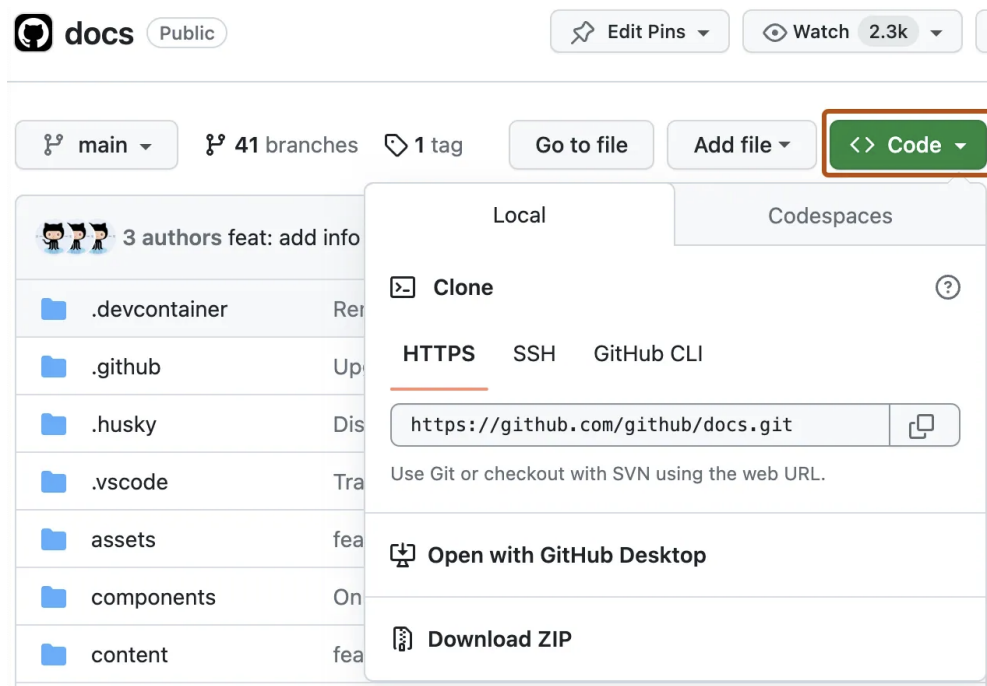 docs Public Edit Pins Watch 2.3k
main 41 branches 1 tag Go to file Add file <> Code
Local Codespaces
3 authors feat: add info
Clone
.devcontainer
HTTPS SSH GitHub CLI
.github
https://github.com/github/docs.git
.husky
Use Git or checkout with SVN using the web URL.
.vscode
assets
Open with GitHub Desktop
components On
content
Download ZIP